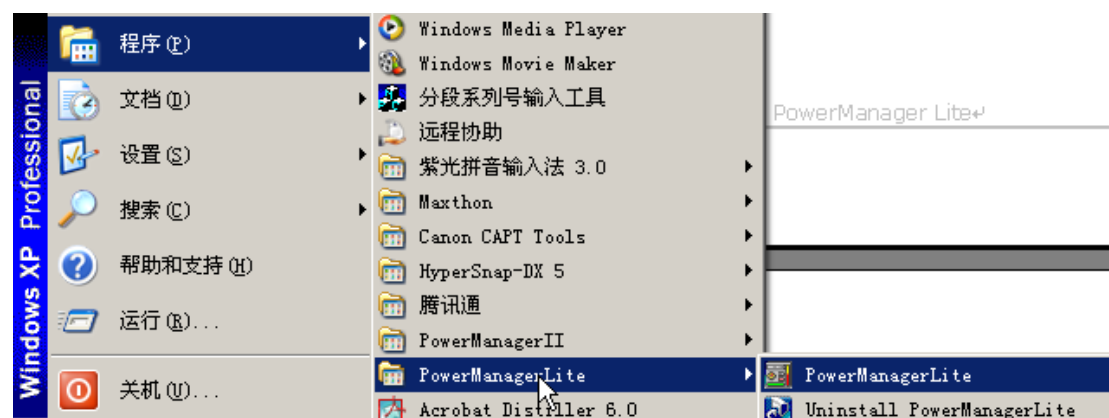 Windows XP Professional
程序(P)
文档(D)
设置(S)
搜索(C)
帮助和支持(H)
运行(R)...
关机(U)...
Windows Media Player
Windows Movie Maker
分段系列号输入工具
远程协助
紫光拼音输入法 3.0
Maxthon
Canon CAPT Tools
HyperSnap-DX 5
腾讯通
PowerManagerII
PowerManagerLite
Acrobat Distiller 6.0
PowerManager Lite↵
PowerManagerLite
Uninstall PowerManagerLite